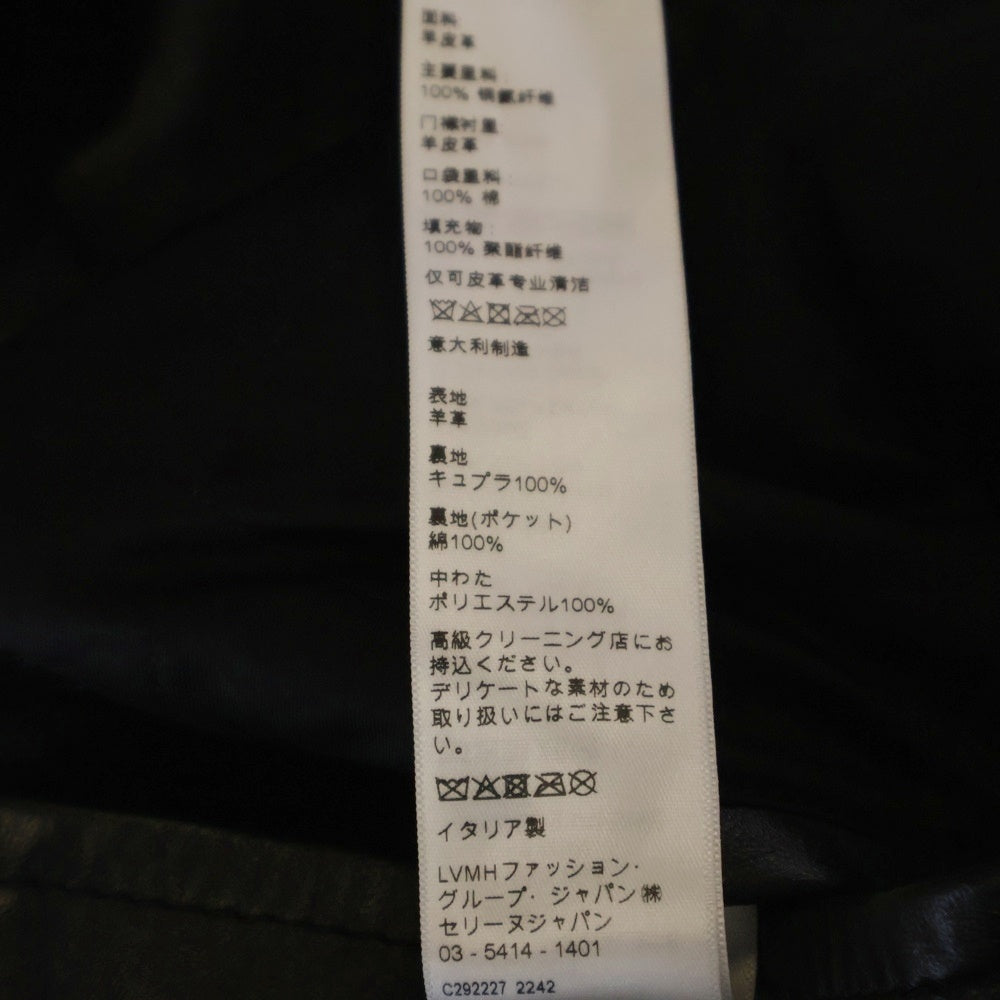 面料
羊皮革
主要里料:
100% 铜氨纤维
门襟衬里
羊皮革
口袋里料:
100% 棉
填充物:
100% 聚酯纤维
仅可皮革专业清洁
意大利制造
表地
羊革
裏地
キュプラ100%
裏地(ポケット)
綿100%
中わた
ポリエステル100%
高級クリーニング店にお
持込ください。
デリケートな素材のため
取り扱いにはご注意下さ
い。
イタリア製
LVMHファッション・
グループ・ジャパン㈱
セリーヌジャパン
03 - 5414 - 1401
C292227 2242